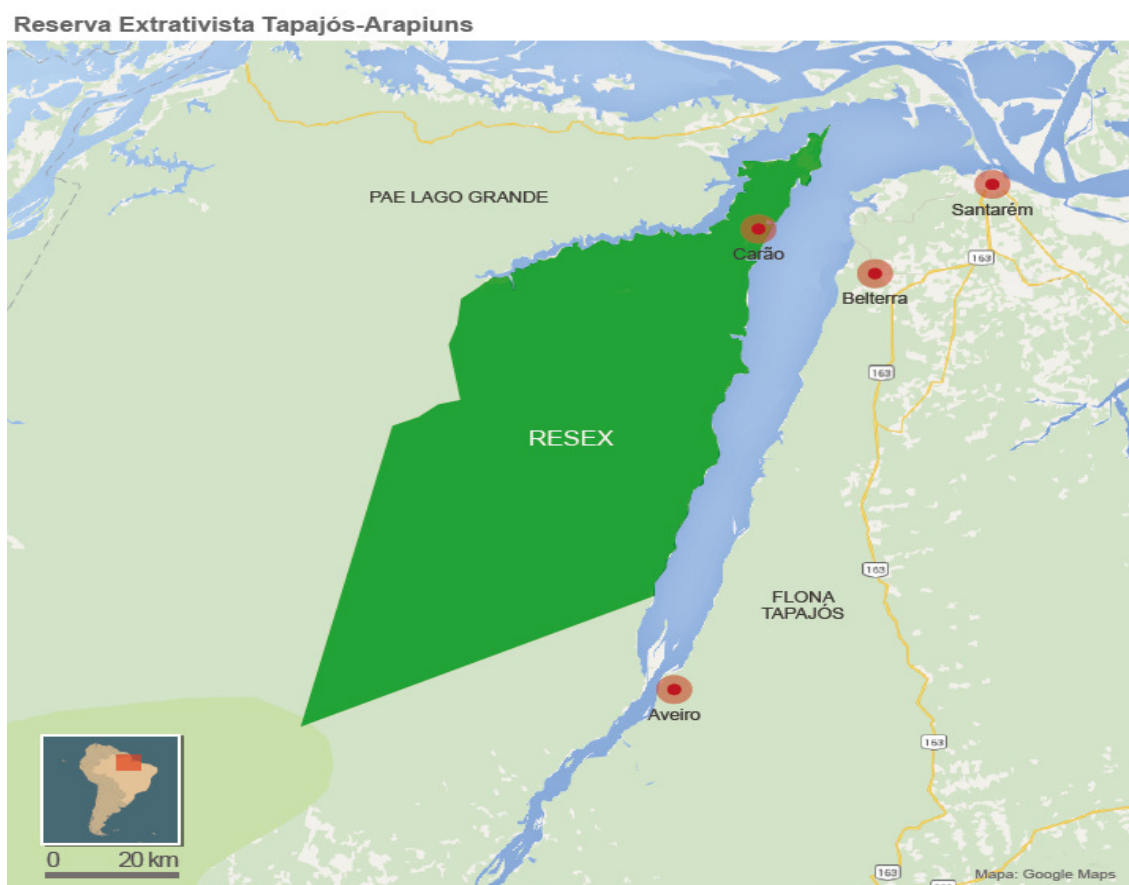 Reserva Extrativista Tapajós-Arapiuns
PAE LAGO GRANDE
Santarém
Carão
163
Belterra
163
RESEX
163
FLONA
TAPAJÓS
Aveiro
163
0 20 km
163
163
Mapa: Google Maps